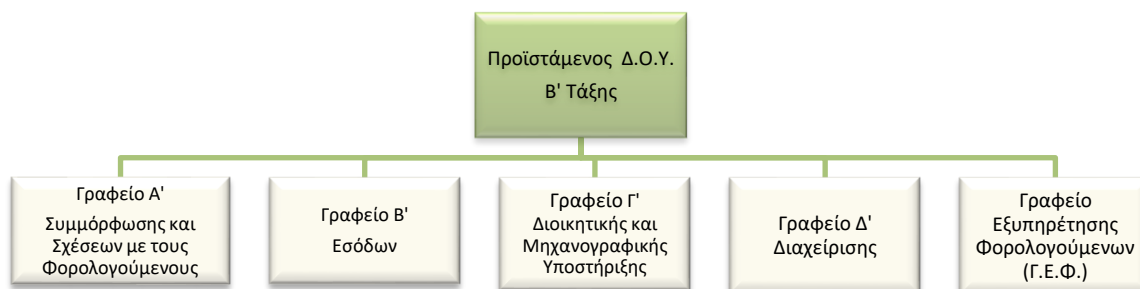 Προϊστάμενος Δ.Ο.Υ.
Β' Τάξης
Γραφείο Α'
Συμμόρφωσης και
Σχέσεων με τους
Φορολογούμενους
Γραφείο Β'
Εσόδων
Γραφείο Γ'
Διοικητικής και
Μηχανογραφικής
Υποστήριξης
Γραφείο Δ'
Διαχείρισης
Γραφείο
Εξυπηρέτησης
Φορολογούμενων
(Γ.Ε.Φ.)